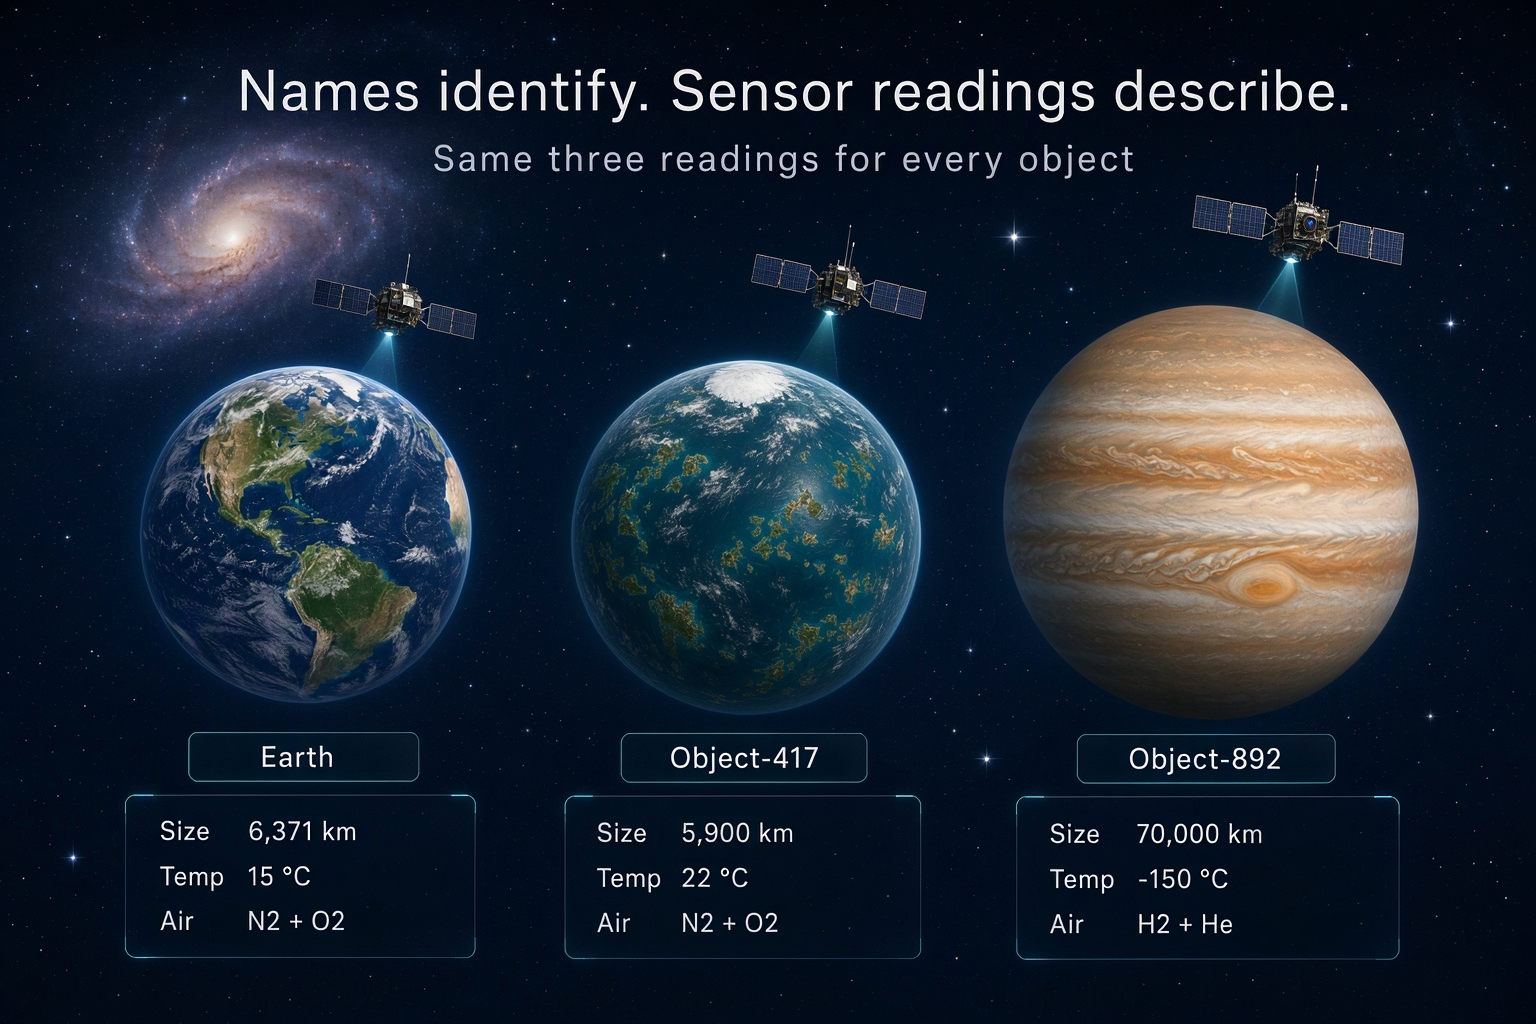 Names identify. Sensor readings describe.
Same three readings for every object
Earth
Size 6,371 km
Temp 15 °C
Air N2 + O2
Object-417
Size 5,900 km
Temp 22 °C
Air N2 + O2
Object-892
Size 70,000 km
Temp -150 °C
Air H2 + He